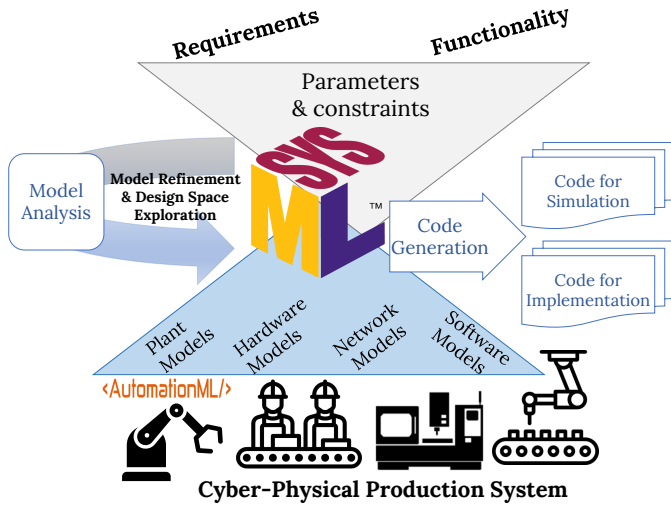 Requirements
Functionality
Parameters
& constraints
SYS
ML
™
Model
Analysis
Model Refinement
& Design Space
Exploration
Code
Generation
Code for
Simulation
Code for
Implementation
Plant
Models
Hardware
Models
Network
Models
Software
Models
<AutomationML/>
Cyber-Physical Production System